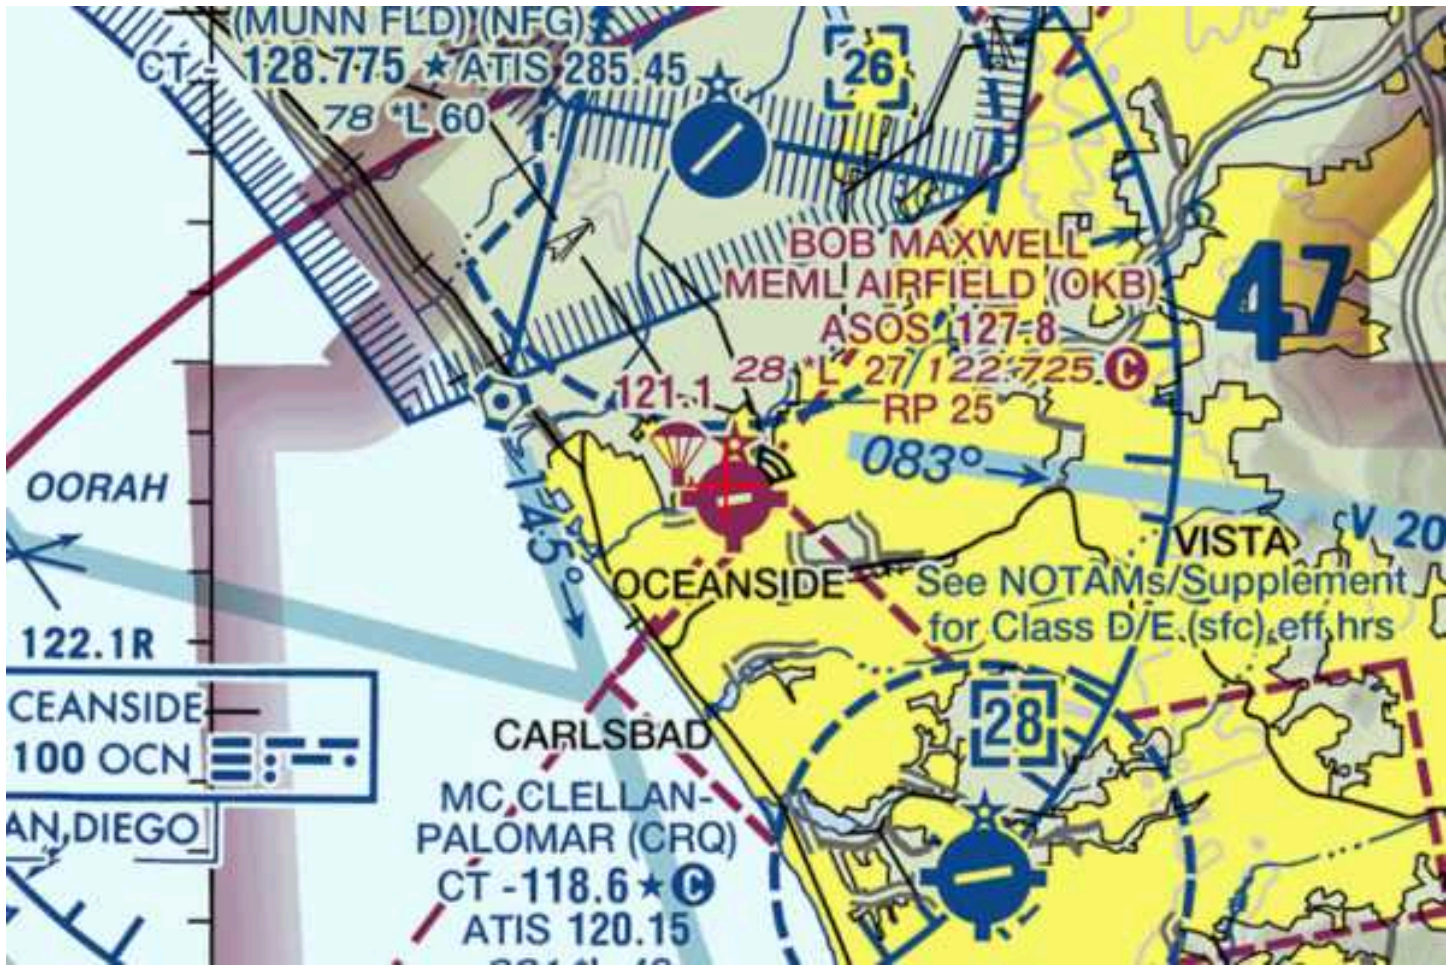 (MUNN FLD) (NFG)
CT - 128.775 ★ ATIS 285.45
78 *L 60
26
BOB MAXWELL
MEML AIRFIELD (OKB)
ASOS 127.8
28 *L 27/122.725 C
RP 25
121.1
47
OORAH
083°
145°
V 20
VISTA
OCEANSIDE
See NOTAMs/Supplement
for Class D/E (sfc) eff hrs
122.1R
CEANSIDE
100 OCN
AN DIEGO
28
CARLSBAD
MC CLELLAN-
PALOMAR (CRQ)
CT - 118.6 ★ C
ATIS 120.15